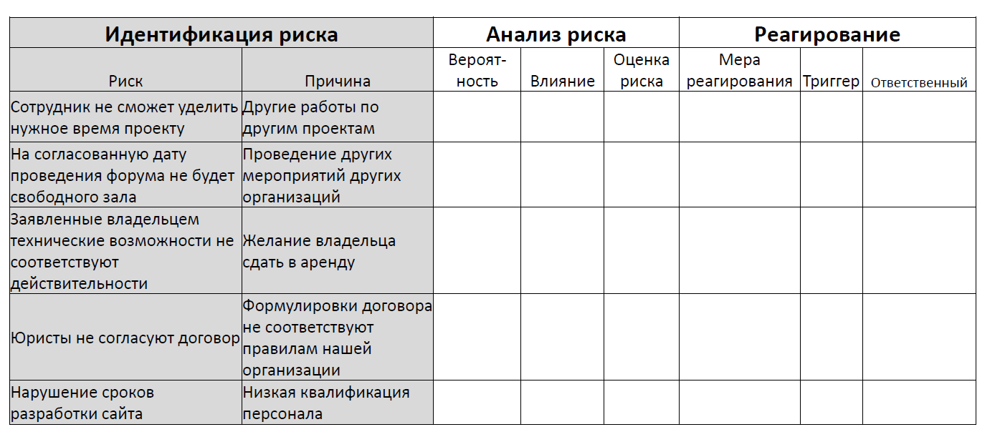 Идентификация риска
Анализ риска
Реагирование
Риск
Причина
Вероят-
ность
Влияние
Оценка
риска
Мера
реагирования
Триггер
Ответственный
Сотрудник не сможет уделить
нужное время проекту
Другие работы по
другим проектам
На согласованную дату
проведения форума не будет
свободного зала
Проведение других
мероприятий других
организаций
Заявленные владельцем
технические возможности не
соответствуют
действительности
Желание владельца
сдать в аренду
Юристы не согласуют договор
Формулировки договора
не соответствуют
правилам нашей
организации
Нарушение сроков
разработки сайта
Низкая квалификация
персонала